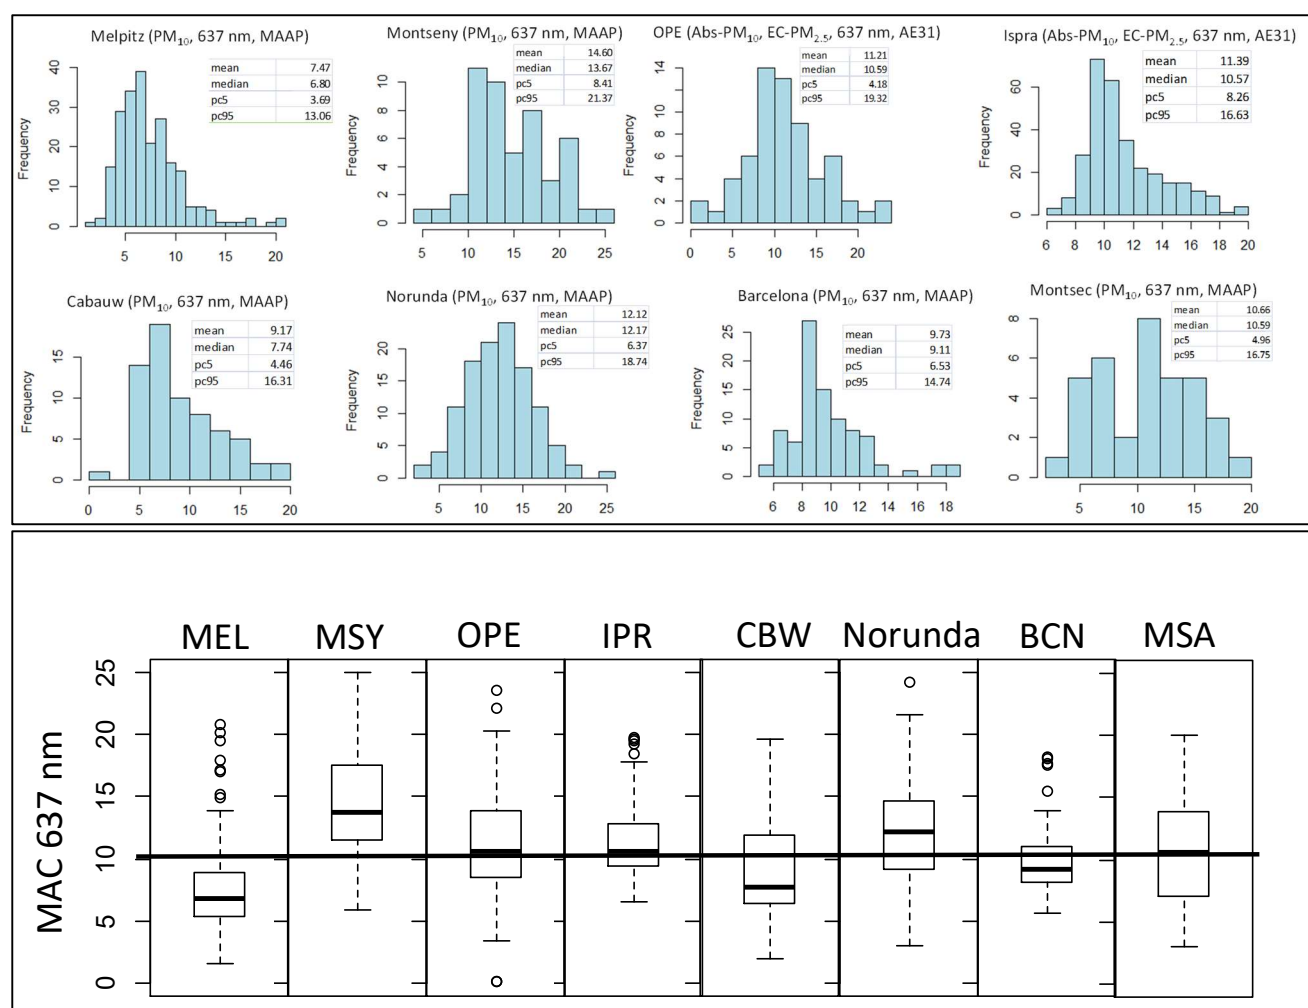 Melpitz (PM10, 637 nm, MAAP)
mean 7.47
median 6.80
pc5 3.69
pc95 13.06
Frequency
0 10 20 30 40
5 10 15 20
Montseny (PM10, 637 nm, MAAP)
mean 14.60
median 13.67
pc5 8.41
pc95 21.37
Frequency
0 2 4 6 8 10
5 10 15 20 25
OPE (Abs-PM10, EC-PM2.5, 637 nm, AE31)
mean 11.21
median 10.59
pc5 4.18
pc95 19.32
Frequency
0 2 4 6 8 10 12 14
0 5 10 15 20
Ispra (Abs-PM10, EC-PM2.5, 637 nm, AE31)
mean 11.39
median 10.57
pc5 8.26
pc95 16.63
Frequency
0 20 40 60
6 8 10 12 14 16 18 20
Cabauw (PM10, 637 nm, MAAP)
mean 9.17
median 7.74
pc5 4.46
pc95 16.31
Frequency
0 5 10 15
0 5 10 15 20
Norunda (PM10, 637 nm, MAAP)
mean 12.12
median 12.17
pc5 6.37
pc95 18.74
Frequency
0 5 10 15 20
5 10 15 20 25
Barcelona (PM10, 637 nm, MAAP)
mean 9.73
median 9.11
pc5 6.53
pc95 14.74
Frequency
0 5 10 15 20 25
6 8 10 12 14 16 18
Montsec (PM10, 637 nm, MAAP)
mean 10.66
median 10.59
pc5 4.96
pc95 16.75
Frequency
0 2 4 6 8
5 10 15 20
MEL MSY OPE IPR CBW Norunda BCN MSA
MAC 637 nm
0 5 10 15 20 25